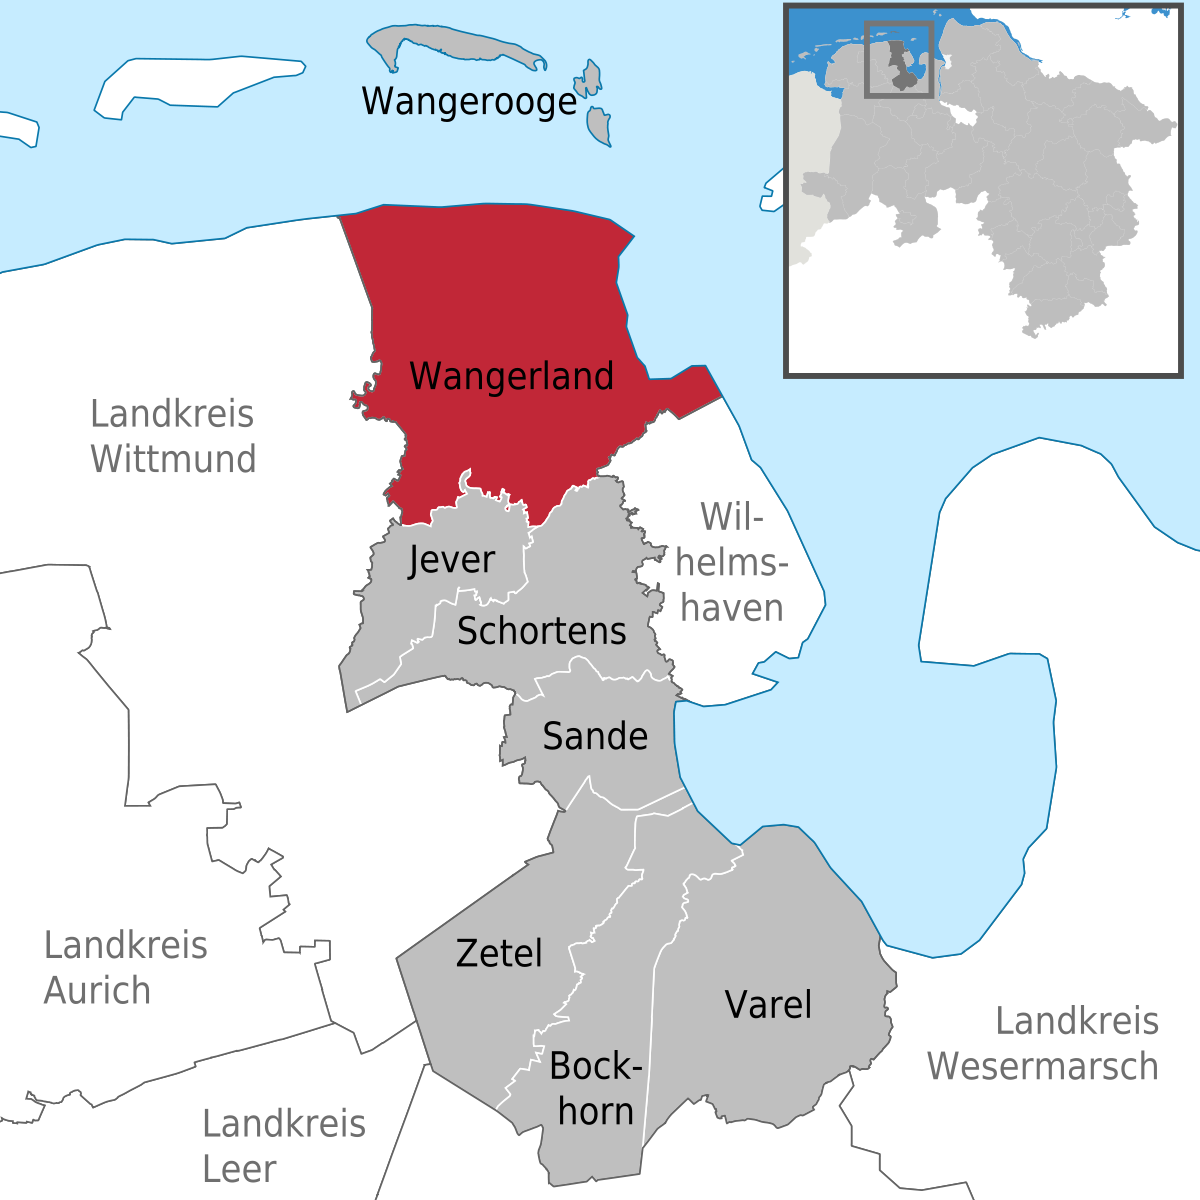 Wangerooge
Wangerland
Landkreis
Wittmund
Wil-
helms-
haven
Jever
Schortens
Sande
Landkreis
Aurich
Zetel
Varel
Landkreis
Wesermarsch
Bock-
horn
Landkreis
Leer